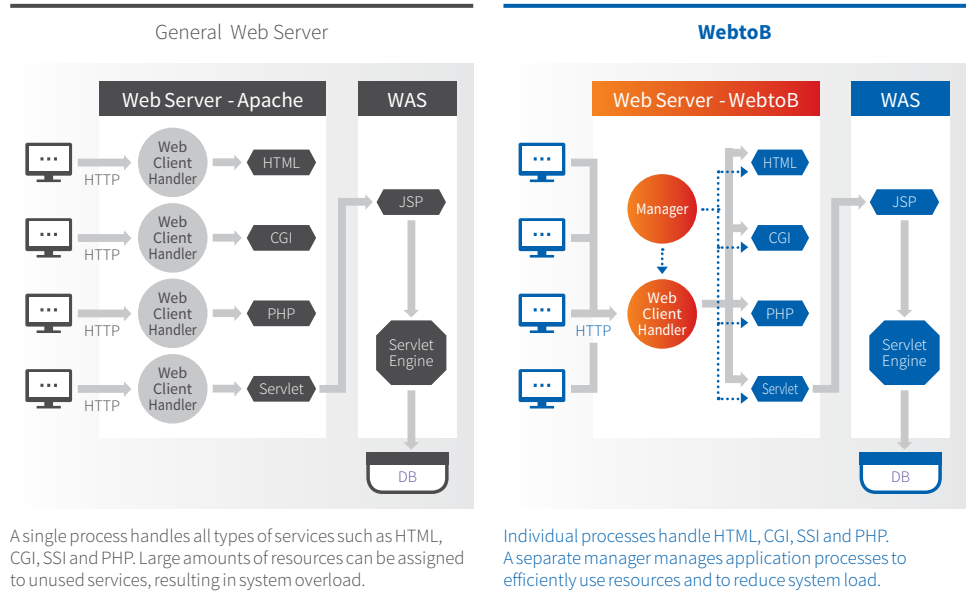 General Web Server
Web Server - Apache
WAS
...
HTTP
Web
Client
Handler
HTML
...
HTTP
Web
Client
Handler
CGI
...
HTTP
Web
Client
Handler
PHP
...
HTTP
Web
Client
Handler
Servlet
JSP
Servlet
Engine
DB
A single process handles all types of services such as HTML,
CGI, SSI and PHP. Large amounts of resources can be assigned
to unused services, resulting in system overload.
WebtoB
Web Server - WebtoB
WAS
...
...
...
...
HTTP
Manager
Web
Client
Handler
HTML
CGI
PHP
Servlet
JSP
Servlet
Engine
DB
Individual processes handle HTML, CGI, SSI and PHP.
A separate manager manages application processes to
efficiently use resources and to reduce system load.